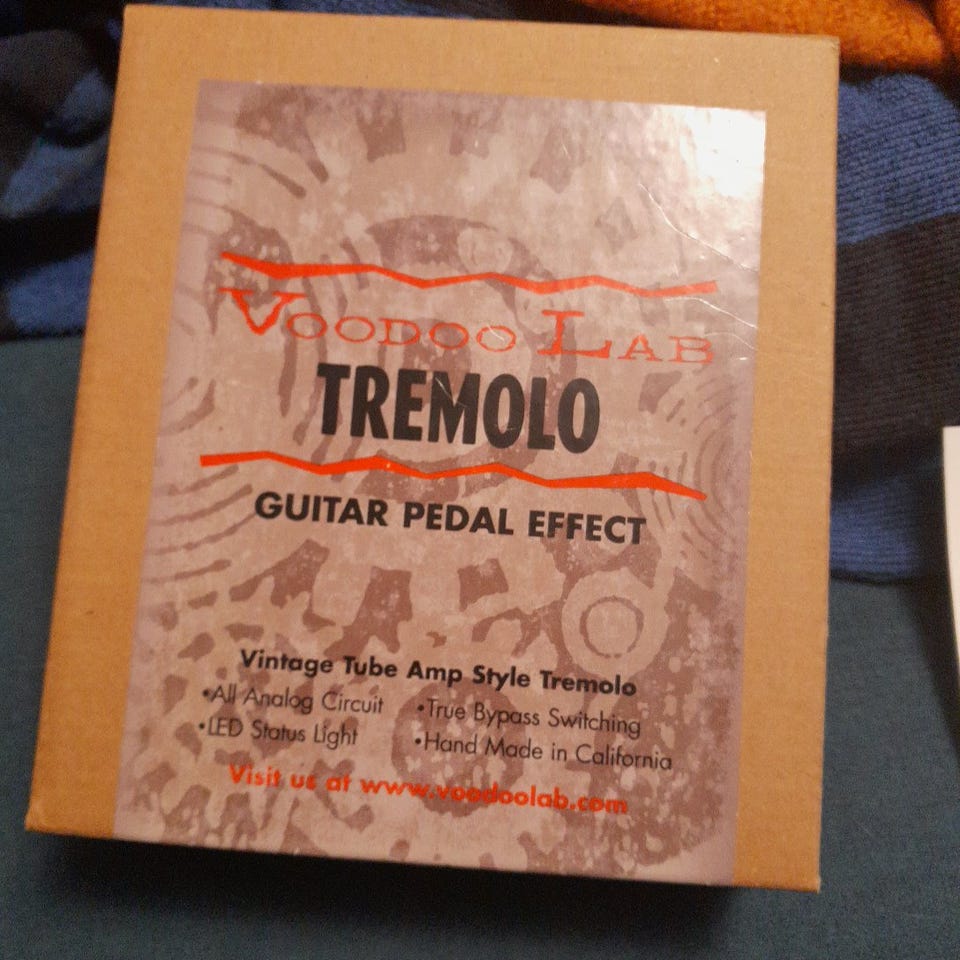 VOODOO LAB
TREMOLO
GUITAR PEDAL EFFECT
Vintage Tube Amp Style Tremolo
•All Analog Circuit •True Bypass Switching
•LED Status Light •Hand Made in California
Visit us at www.voodoolab.com